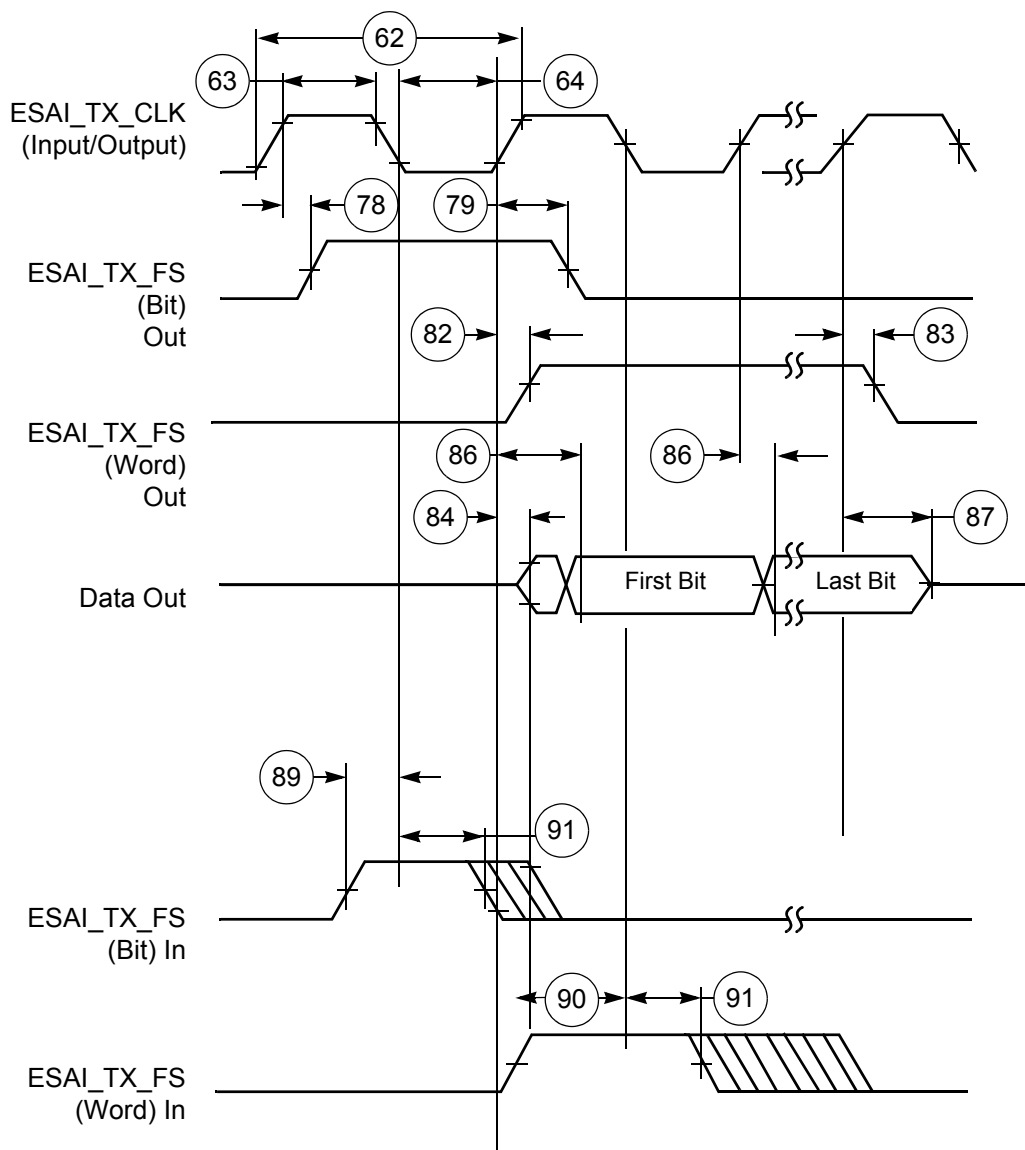 62
63
64
ESAI_TX_CLK
(Input/Output)
78
79
ESAI_TX_FS
(Bit)
Out
82
83
ESAI_TX_FS
(Word)
Out
86
86
84
87
Data Out
First Bit
Last Bit
89
91
ESAI_TX_FS
(Bit) In
90
91
ESAI_TX_FS
(Word) In